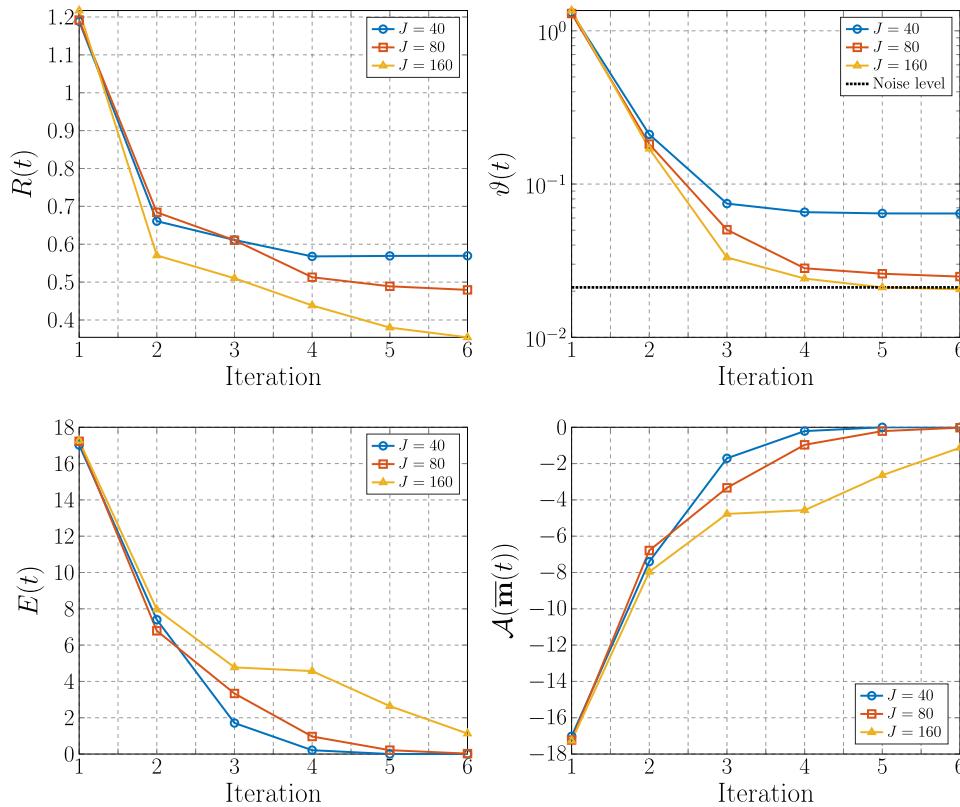 1.2
1.1
1
0.9
0.8
0.7
0.6
0.5
0.4
1 2 3 4 5 6
Iteration
R(t)
J = 40
J = 80
J = 160
10⁰
10⁻¹
10⁻²
1 2 3 4 5 6
Iteration
ϑ(t)
J = 40
J = 80
J = 160
Noise level
18
16
14
12
10
8
6
4
2
0
1 2 3 4 5 6
Iteration
E(t)
J = 40
J = 80
J = 160
0
−2
−4
−6
−8
−10
−12
−14
−16
−18
1 2 3 4 5 6
Iteration
𝒜(m̅(t))
J = 40
J = 80
J = 160